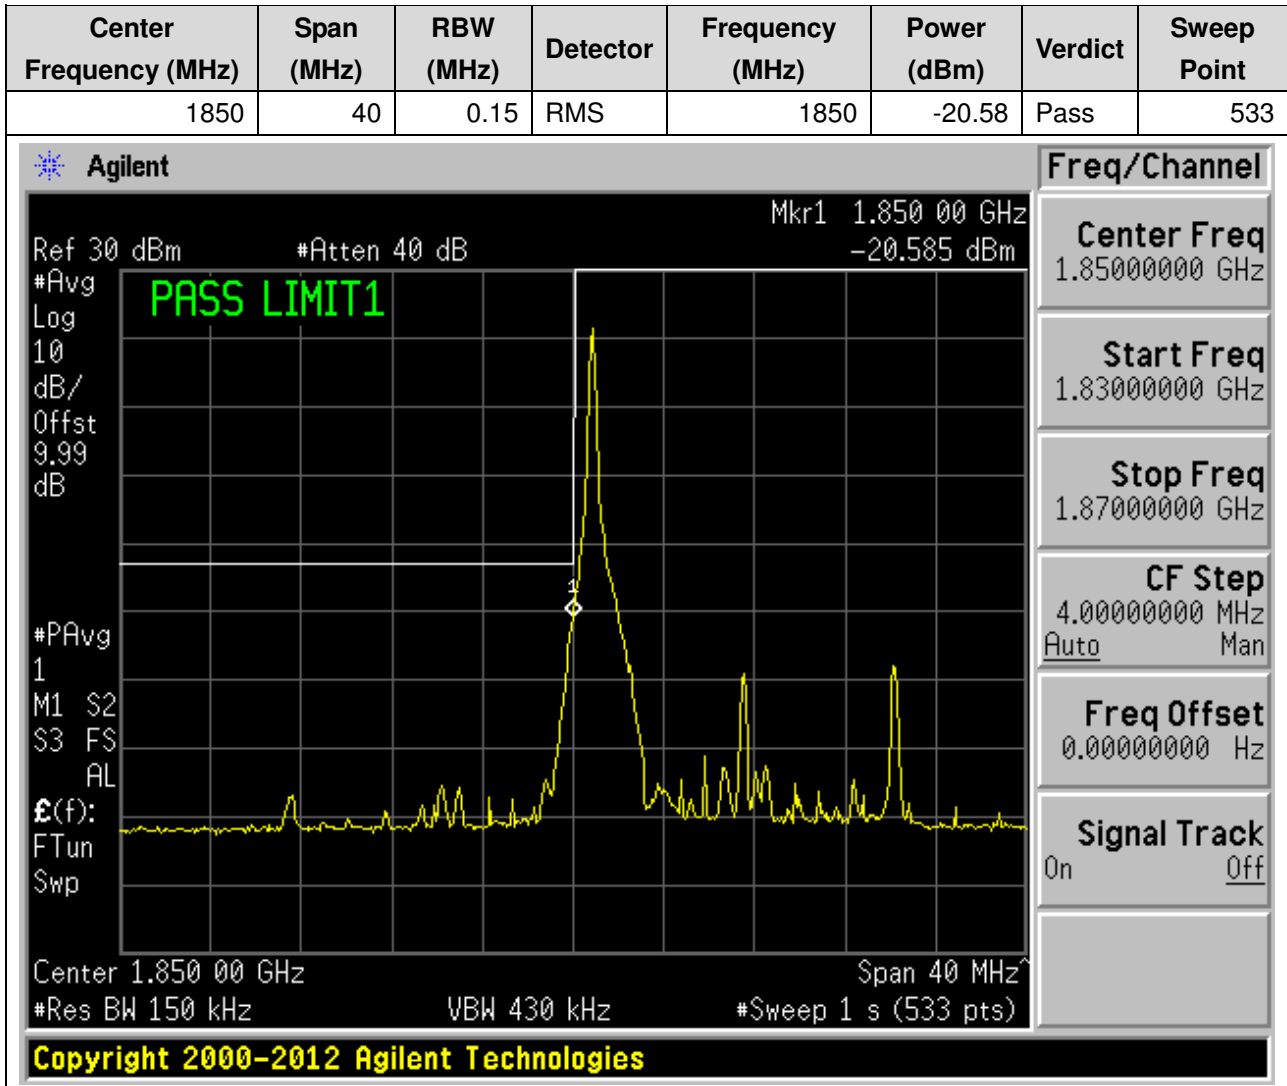 Center Frequency (MHz) Span (MHz) RBW (MHz) Detector Frequency (MHz) Power (dBm) Verdict Sweep Point
1850 40 0.15 RMS 1850 -20.58 Pass 533
Agilent
Freq/Channel
Mkr1 1.850 00 GHz
Ref 30 dBm #Atten 40 dB -20.585 dBm
#Avg
Log
10
dB/
Offst
9.99
dB
PASS LIMIT1
1
#PAvg
1
M1 S2
S3 FS
AL
£(f):
FTun
Swp
Center 1.850 00 GHz Span 40 MHz^
#Res BW 150 kHz VBW 430 kHz #Sweep 1 s (533 pts)
Center Freq
1.85000000 GHz
Start Freq
1.83000000 GHz
Stop Freq
1.87000000 GHz
CF Step
4.00000000 MHz
Auto Man
Freq Offset
0.00000000 Hz
Signal Track
On Off
Copyright 2000-2012 Agilent Technologies